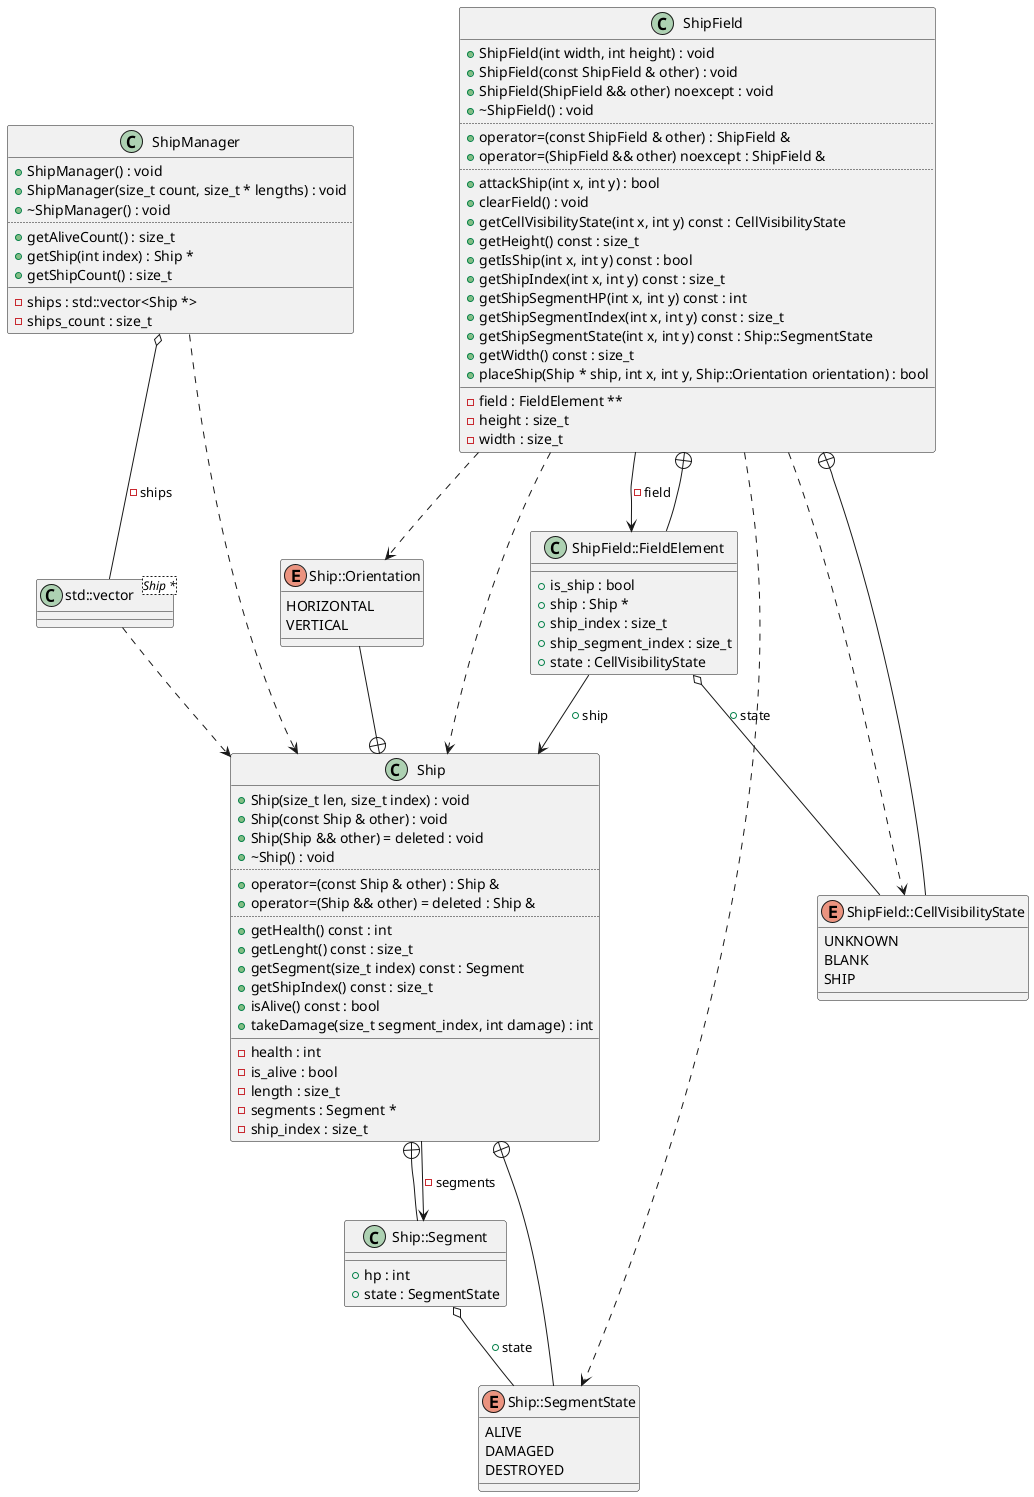 ShipField
ShipField(int width, int height) : void
ShipField(const ShipField & other) : void
ShipField(ShipField && other) noexcept : void
~ShipField() : void
operator=(const ShipField & other) : ShipField &
operator=(ShipField && other) noexcept : ShipField &
attackShip(int x, int y) : bool
clearField() : void
getCellVisibilityState(int x, int y) const : CellVisibilityState
getHeight() const : size_t
getIsShip(int x, int y) const : bool
getShipIndex(int x, int y) const : size_t
getShipSegmentHP(int x, int y) const : int
getShipSegmentIndex(int x, int y) const : size_t
getShipSegmentState(int x, int y) const : Ship::SegmentState
getWidth() const : size_t
placeShip(Ship * ship, int x, int y, Ship::Orientation orientation) : bool
field : FieldElement **
height : size_t
width : size_t
ShipManager
ShipManager() : void
ShipManager(size_t count, size_t * lengths) : void
~ShipManager() : void
getAliveCount() : size_t
getShip(int index) : Ship *
getShipCount() : size_t
ships : std::vector<Ship *>
ships_count : size_t
ships
field
std::vector
Ship *
Ship::Orientation
HORIZONTAL
VERTICAL
ShipField::FieldElement
is_ship : bool
ship : Ship *
ship_index : size_t
ship_segment_index : size_t
state : CellVisibilityState
ship
state
Ship
Ship(size_t len, size_t index) : void
Ship(const Ship & other) : void
Ship(Ship && other) = deleted : void
~Ship() : void
operator=(const Ship & other) : Ship &
operator=(Ship && other) = deleted : Ship &
getHealth() const : int
getLenght() const : size_t
getSegment(size_t index) const : Segment
getShipIndex() const : size_t
isAlive() const : bool
takeDamage(size_t segment_index, int damage) : int
health : int
is_alive : bool
length : size_t
segments : Segment *
ship_index : size_t
ShipField::CellVisibilityState
UNKNOWN
BLANK
SHIP
segments
Ship::Segment
hp : int
state : SegmentState
state
Ship::SegmentState
ALIVE
DAMAGED
DESTROYED